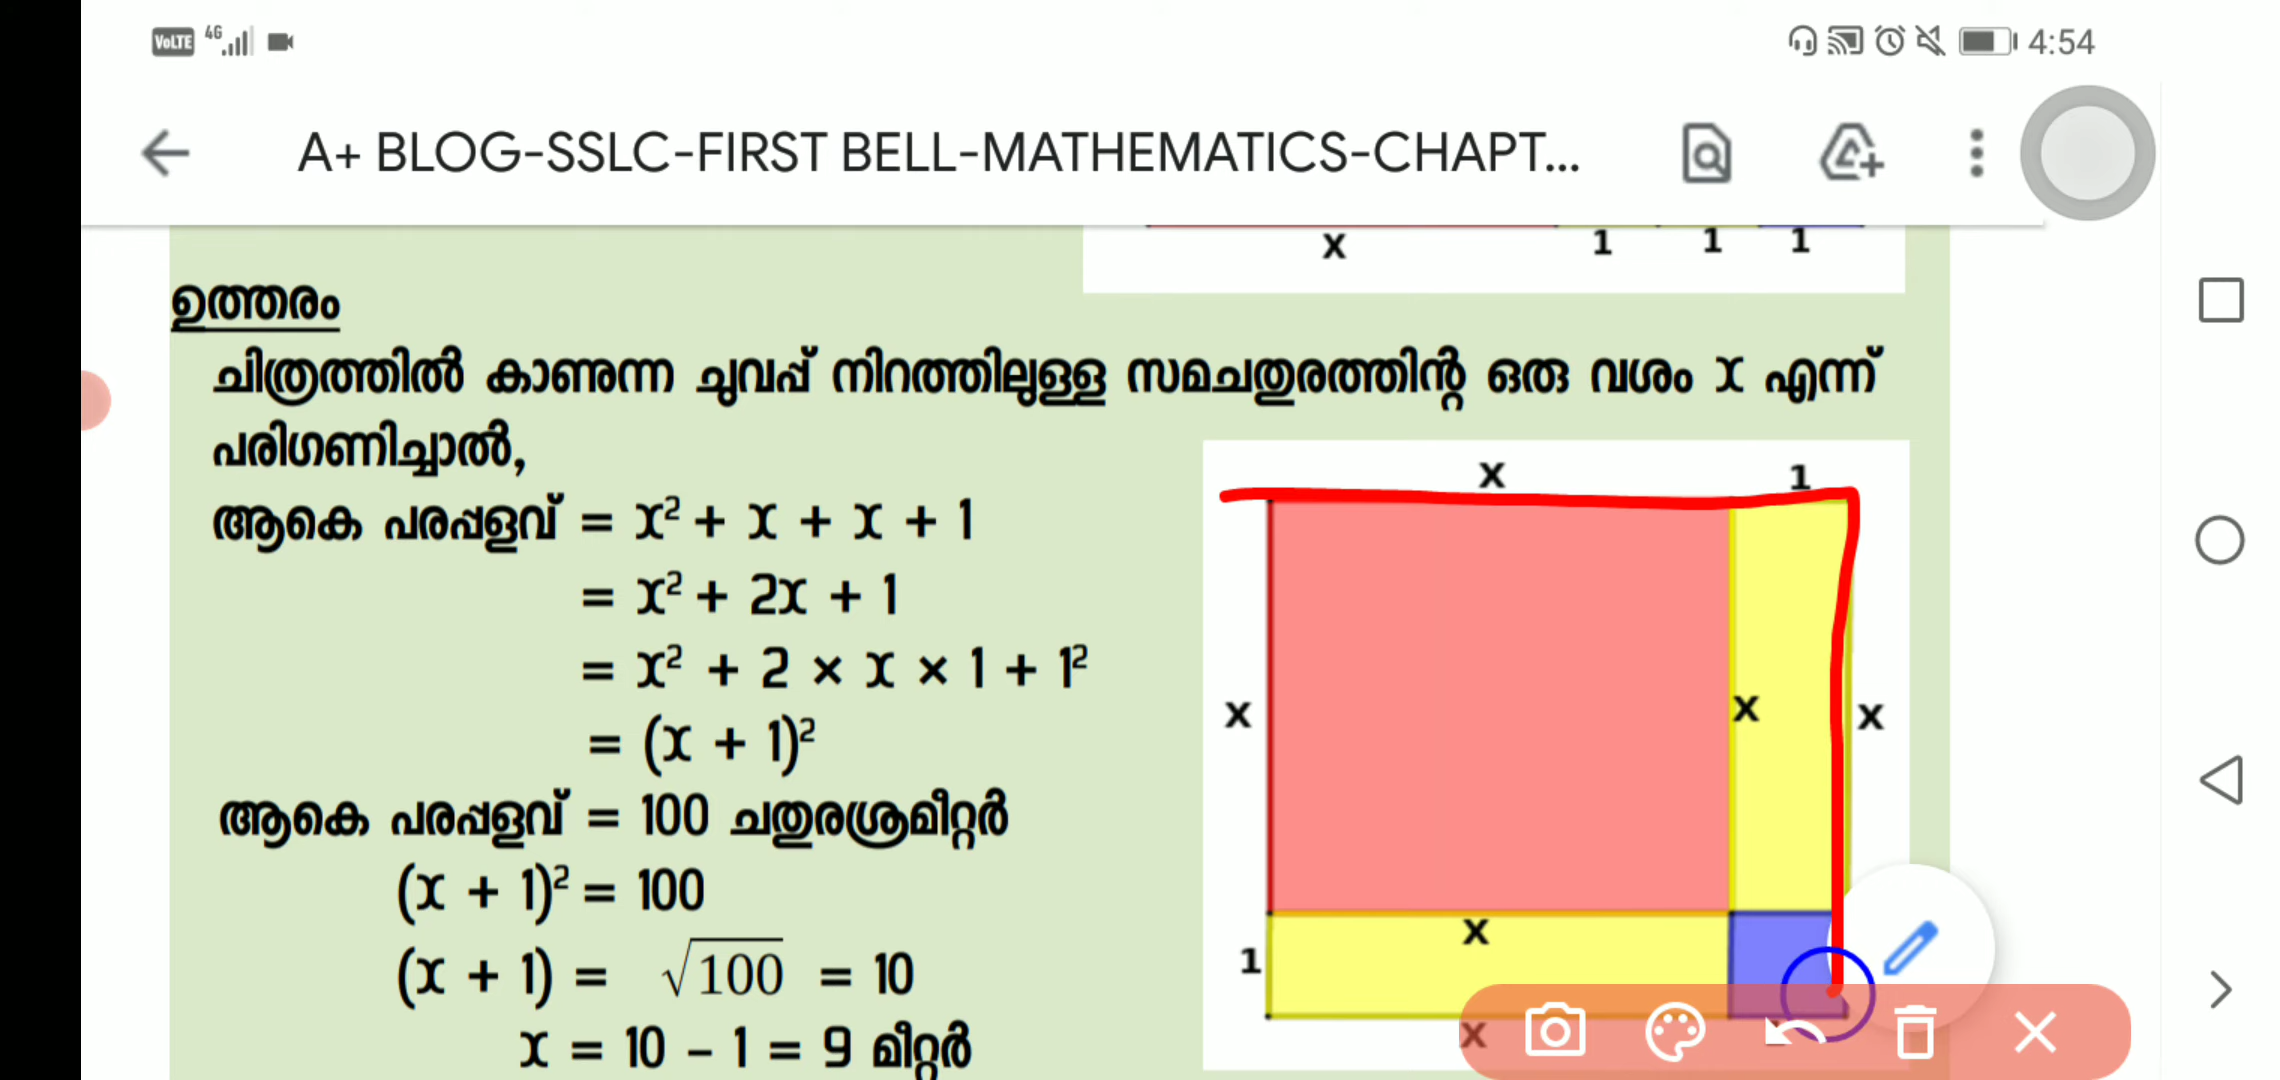 VoLTE 4G 4:54
A+ BLOG-SSLC-FIRST BELL-MATHEMATICS-CHAPT...
x 1 1 1
ഉത്തരം
ചിത്രത്തിൽ കാണുന്ന ചുവപ്പ് നിറത്തിലുള്ള സമചതുരത്തിന്റ ഒരു വശം x എന്ന്
പരിഗണിച്ചാൽ,
ആകെ പരപ്പളവ് = x² + x + x + 1
= x² + 2x + 1
= x² + 2 × x × 1 + 1²
= (x + 1)²
ആകെ പരപ്പളവ് = 100 ചതുരശ്രമീറ്റർ
(x + 1)² = 100
(x + 1) = √100 = 10
x = 10 – 1 = 9 മീറ്റർ
x 1
x x x
x
1
x